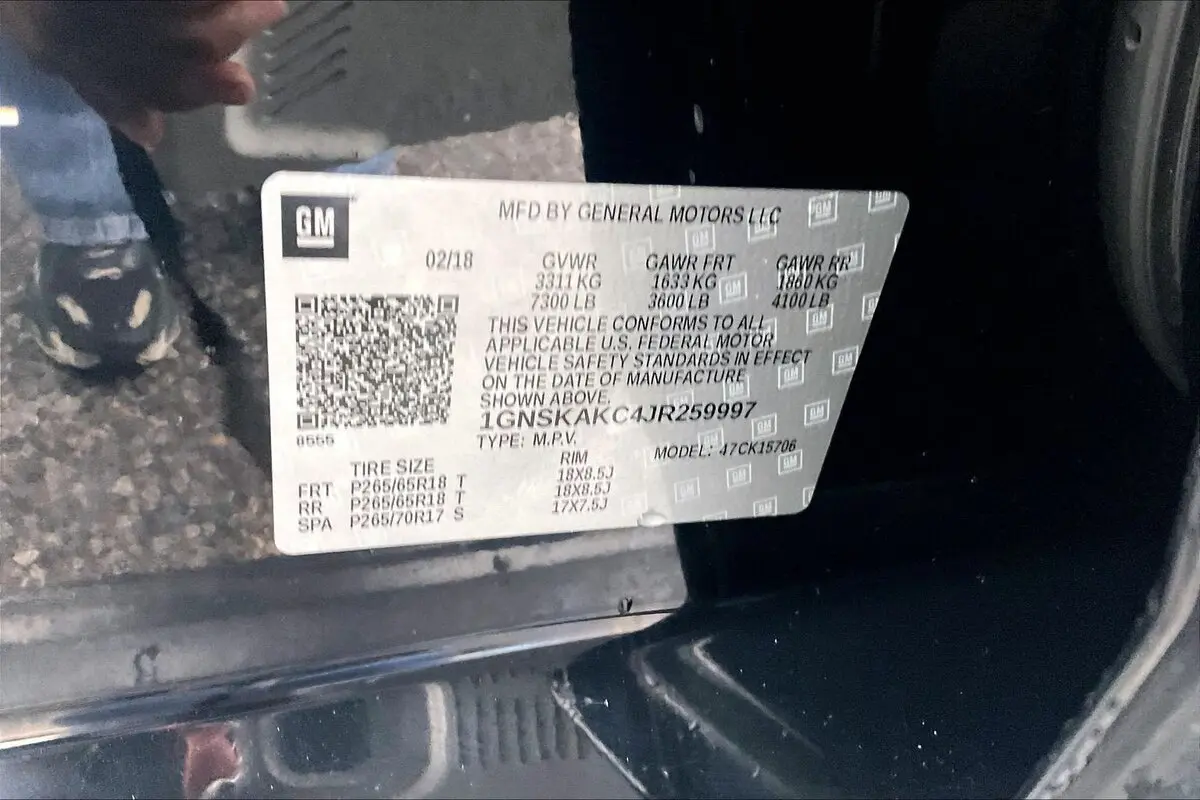 GM
MFD BY GENERAL MOTORS LLC
02/18 GVWR GAWR FRT GAWR RR
3311 KG 1633 KG 1860 KG
7300 LB 3600 LB 4100 LB
THIS VEHICLE CONFORMS TO ALL
APPLICABLE U.S. FEDERAL MOTOR
VEHICLE SAFETY STANDARDS IN EFFECT
ON THE DATE OF MANUFACTURE
SHOWN ABOVE.
1GNSKAKC4JR259997
8555 TYPE: M.P.V. MODEL: 47CK15706
TIRE SIZE RIM
FRT P265/65R18 T 18X8.5J
RR P265/65R18 T 18X8.5J
SPA P265/70R17 S 17X7.5J